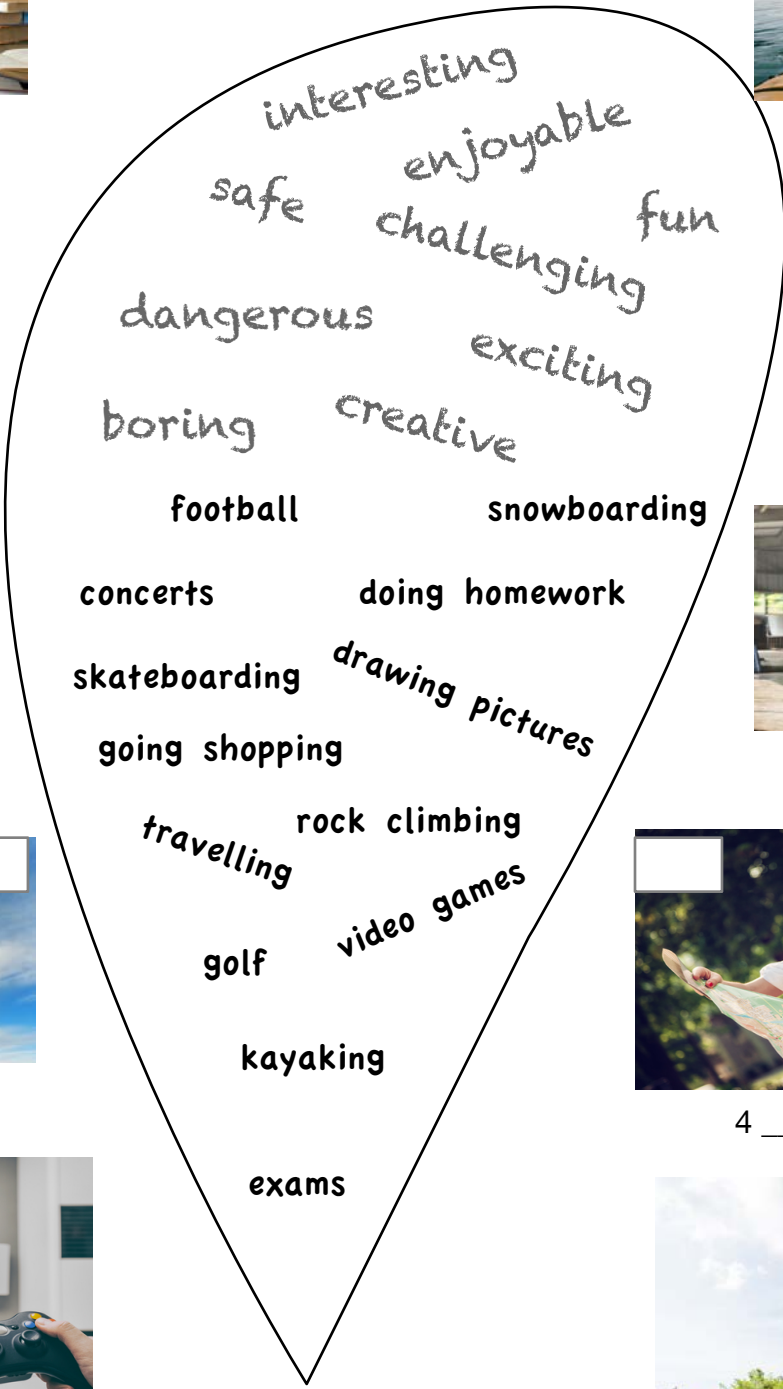 interesting
enjoyable
safe
challenging
fun
dangerous
exciting
creative
boring
football
snowboarding
concerts
doing homework
drawing pictures
skateboarding
going shopping
rock climbing
travelling
video games
golf
kayaking
4 __
exams